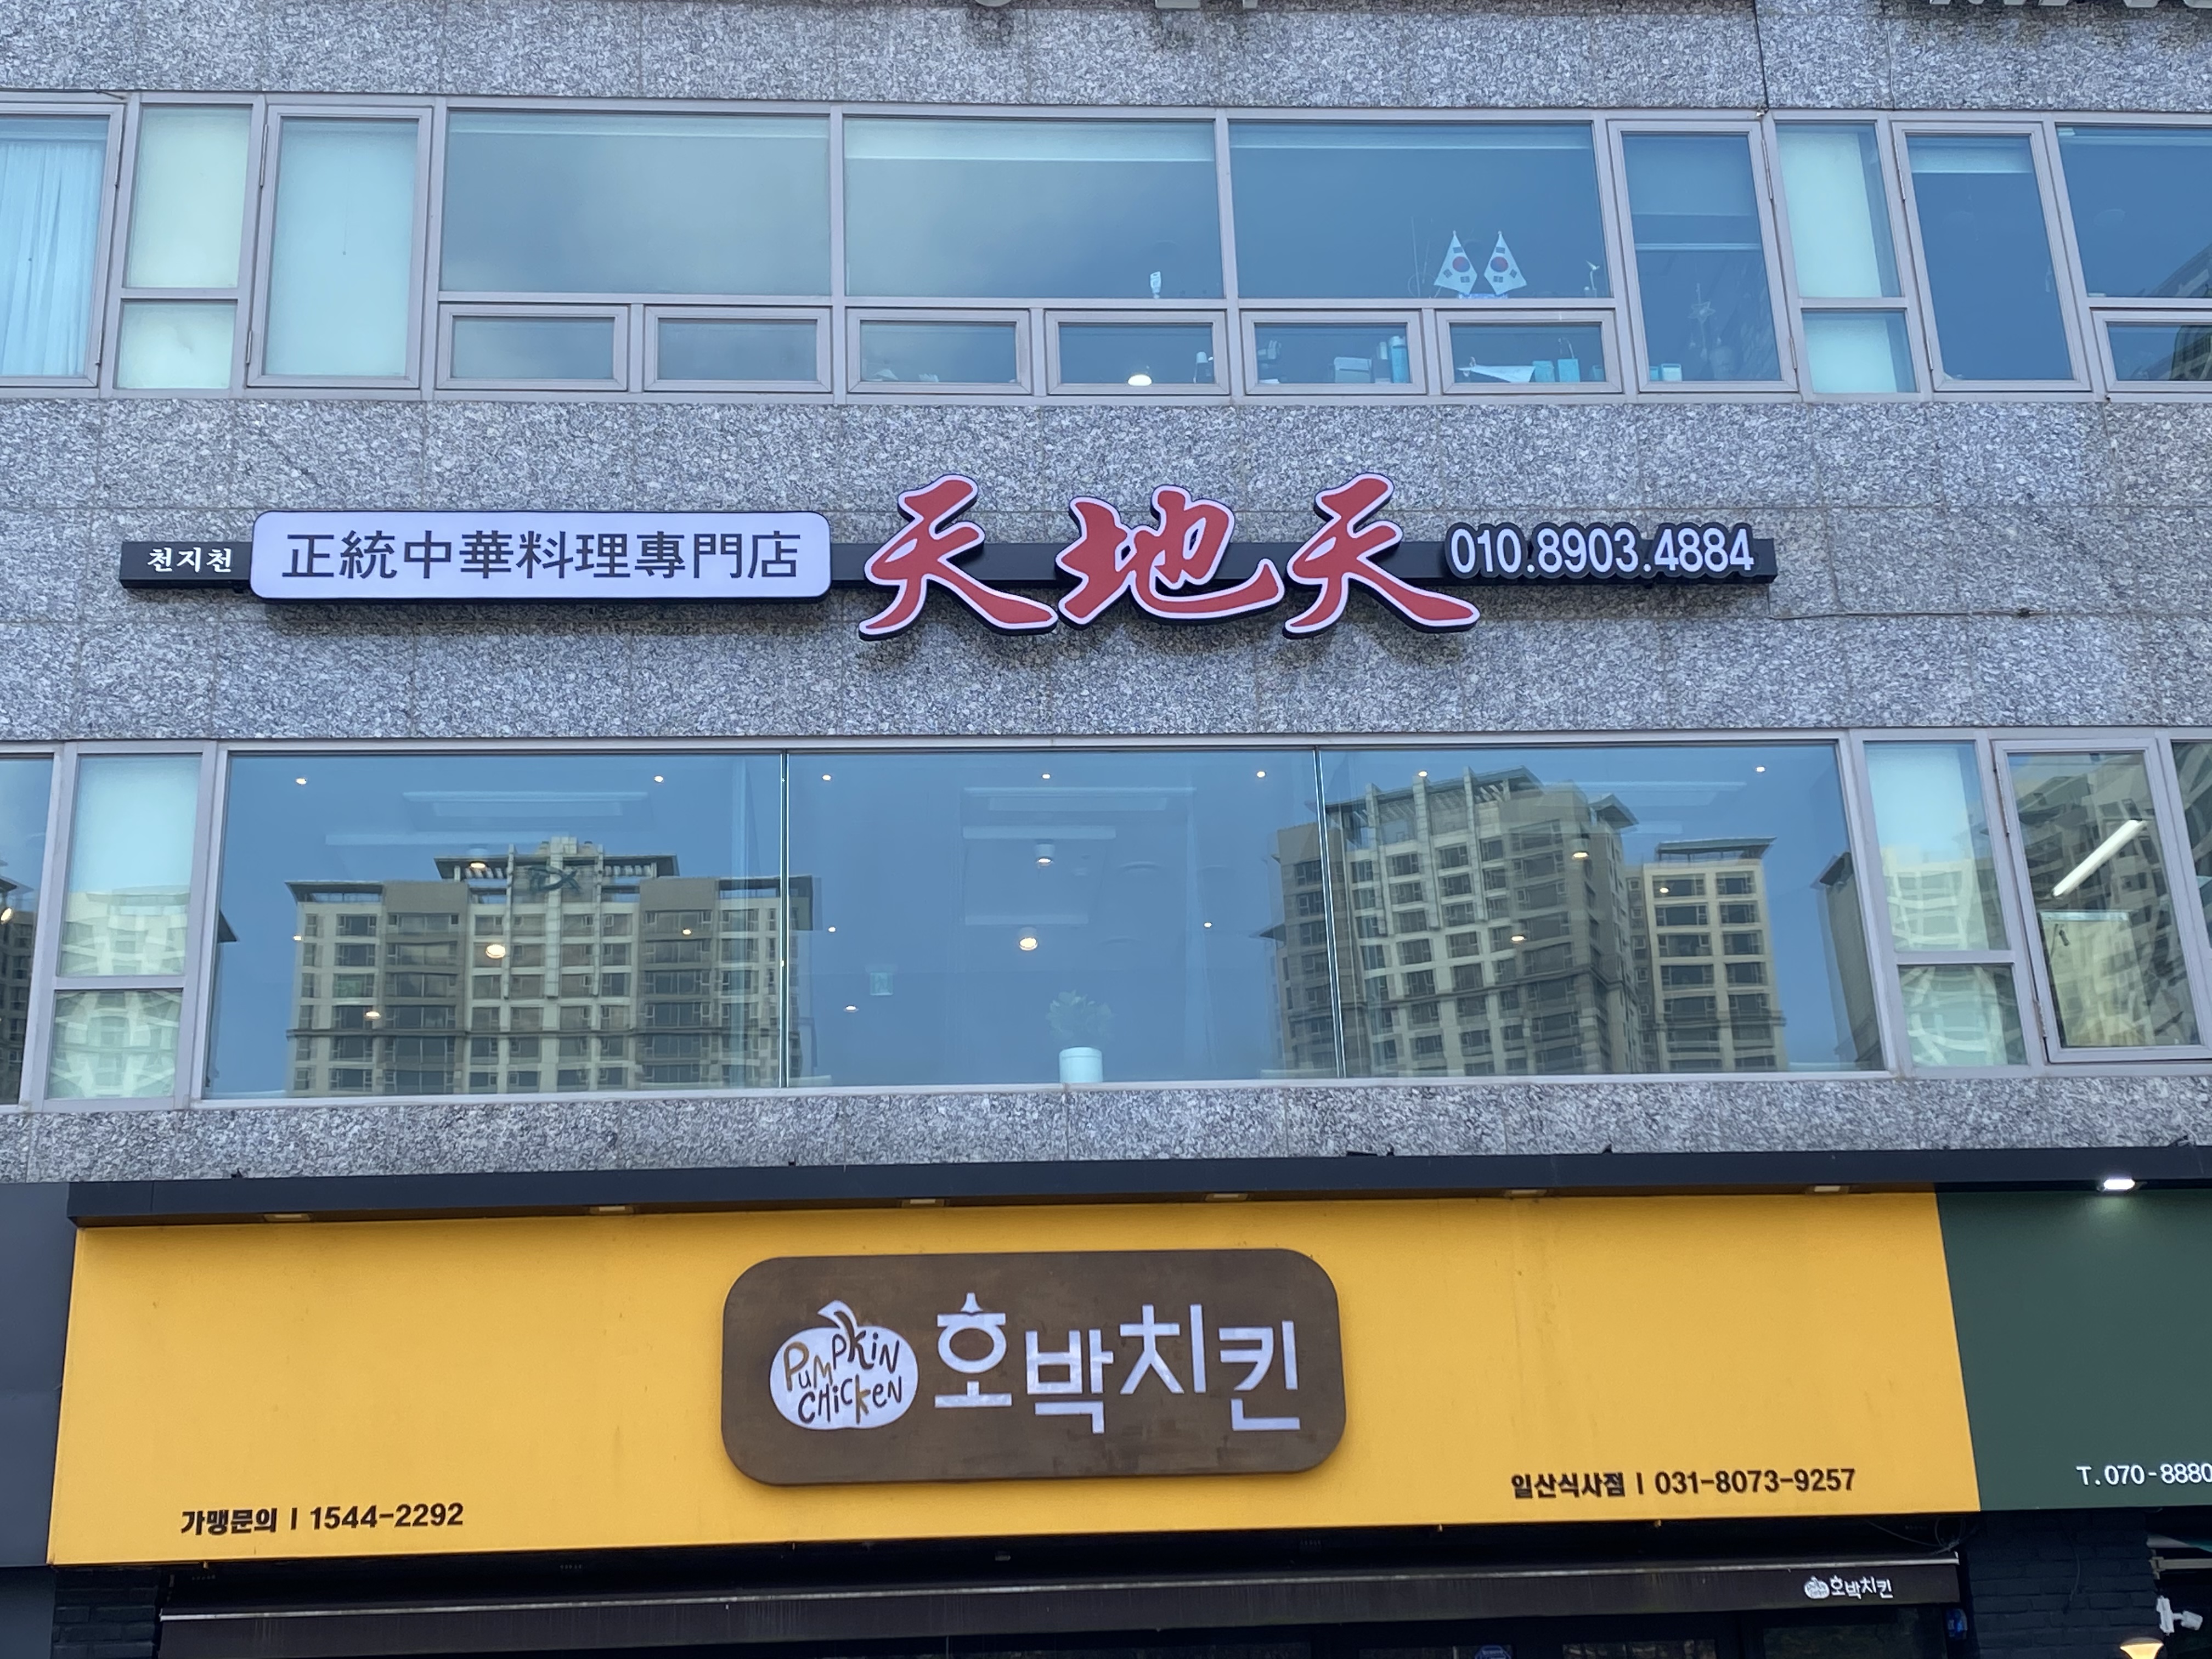 천지천 正統中華料理專門店 天地天 010.8903.4884
PUMPKIN
CHICKEN
호박치킨
가맹문의 | 1544-2292
일산식사점 | 031-8073-9257
T.070-8880
호박치킨